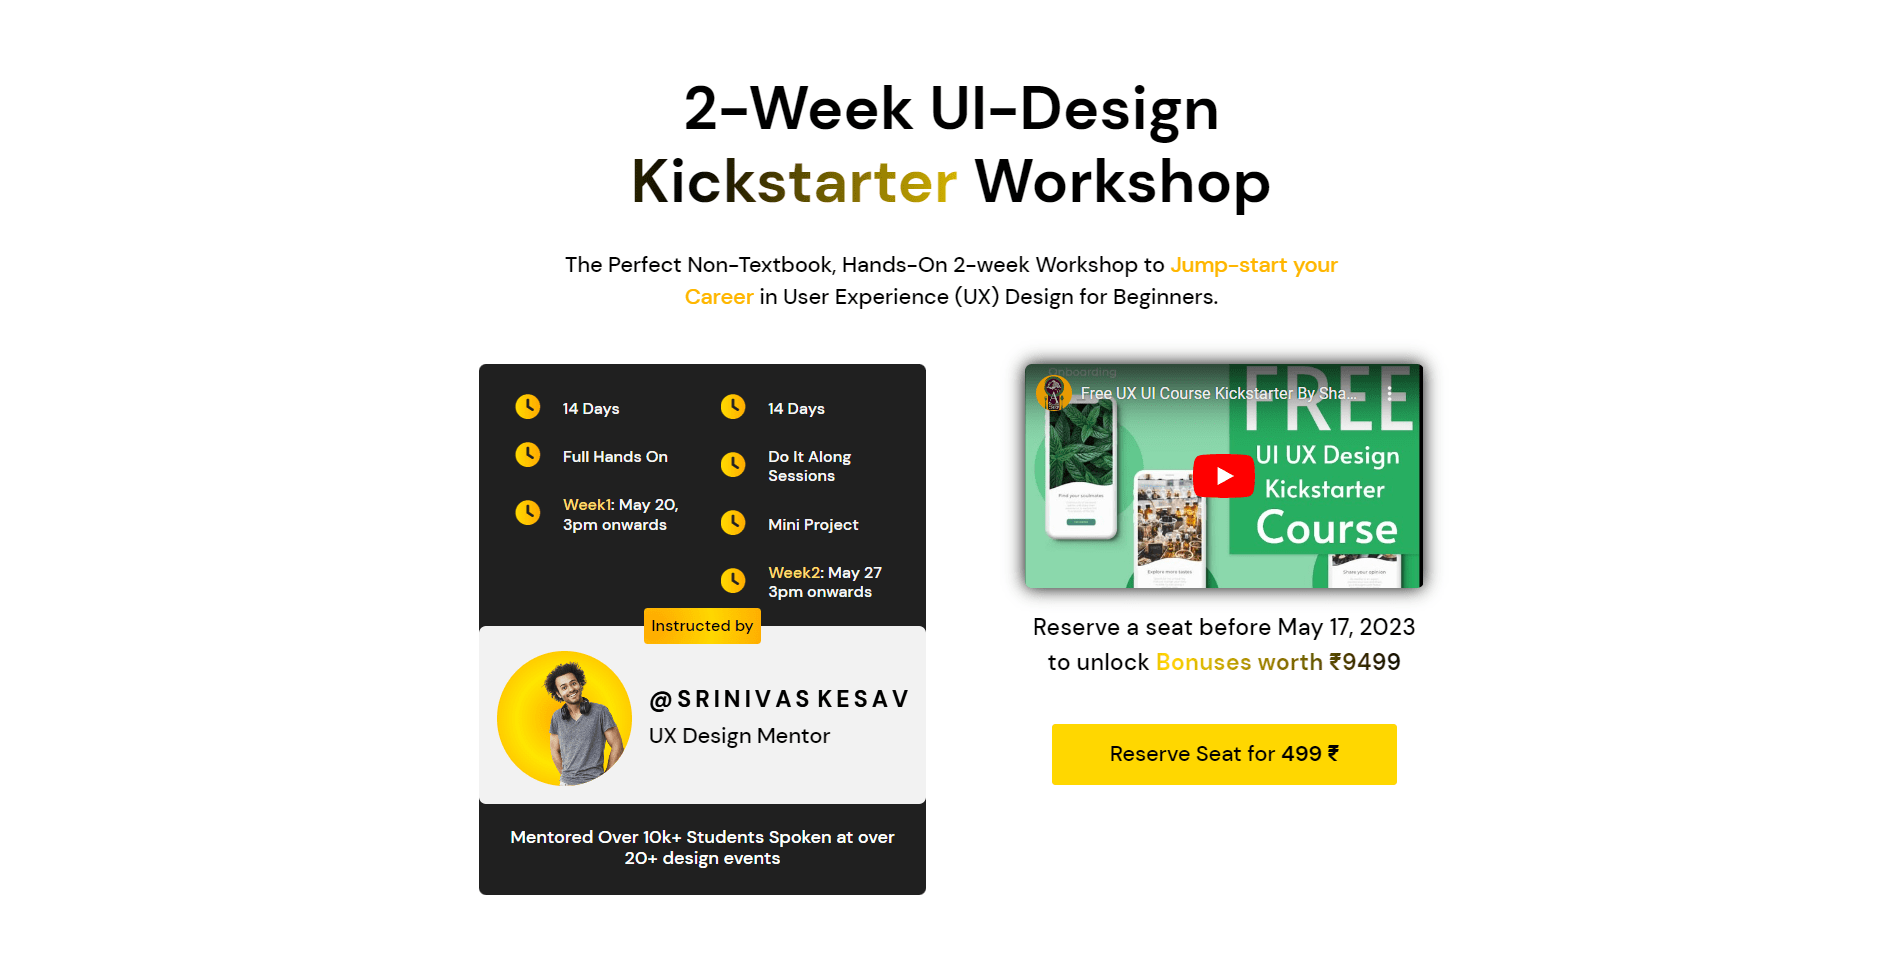 2-Week UI-Design
Kickstarter Workshop
The Perfect Non-Textbook, Hands-On 2-week Workshop to Jump-start your
Career in User Experience (UX) Design for Beginners.
14 Days
Full Hands On
Week1: May 20,
3pm onwards
14 Days
Do It Along
Sessions
Mini Project
Week2: May 27
3pm onwards
Instructed by
@SRINIVAS KESAV
UX Design Mentor
Mentored Over 10k+ Students Spoken at over
20+ design events
Onboarding
Free UX UI Course Kickstarter By Sha...
FREE
UI UX Design
Kickstarter
Course
Find your soulmates
Explore more tastes
Share your opinion
Reserve a seat before May 17, 2023
to unlock Bonuses worth ₹9499
Reserve Seat for 499 ₹